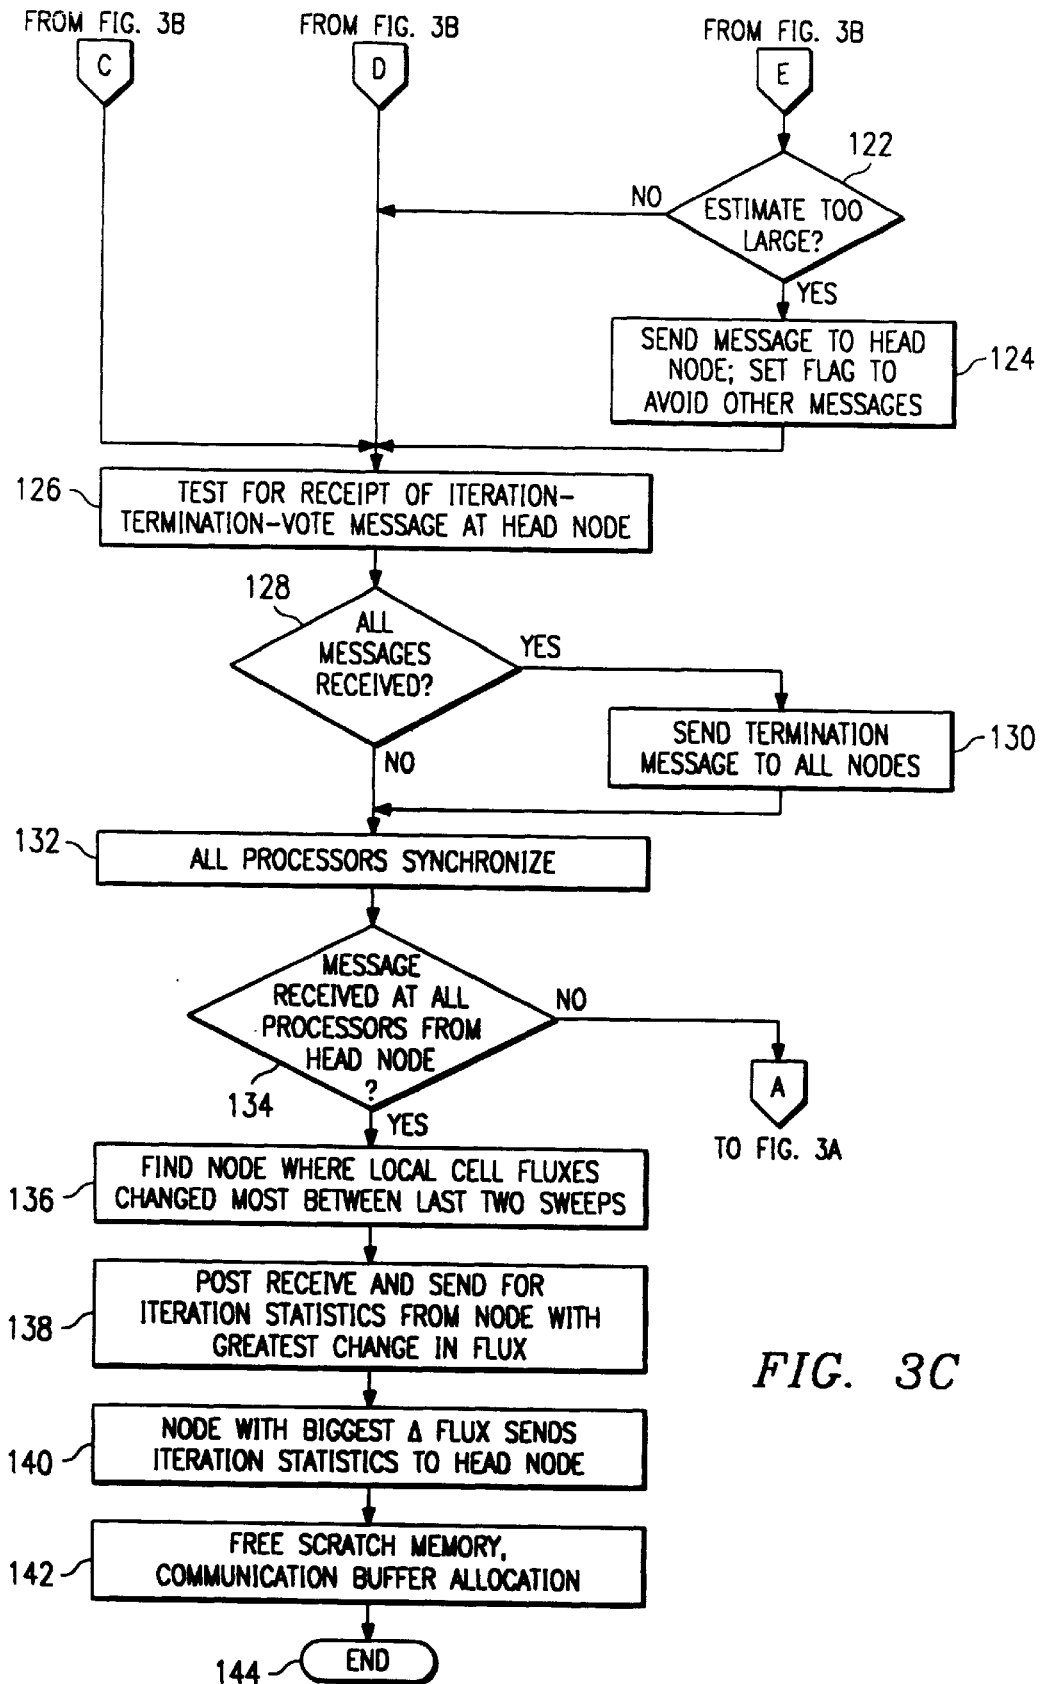 FROM FIG. 3B
FROM FIG. 3B
FROM FIG. 3B
C
D
E
122
NO
ESTIMATE TOO
LARGE?
YES
SEND MESSAGE TO HEAD
NODE; SET FLAG TO
AVOID OTHER MESSAGES
124
126
TEST FOR RECEIPT OF ITERATION-
TERMINATION-VOTE MESSAGE AT HEAD NODE
128
ALL
MESSAGES
RECEIVED?
YES
NO
SEND TERMINATION
MESSAGE TO ALL NODES
130
132
ALL PROCESSORS SYNCHRONIZE
MESSAGE
RECEIVED AT ALL
PROCESSORS FROM
HEAD NODE
?
134
NO
YES
A
TO FIG. 3A
136
FIND NODE WHERE LOCAL CELL FLUXES
CHANGED MOST BETWEEN LAST TWO SWEEPS
138
POST RECEIVE AND SEND FOR
ITERATION STATISTICS FROM NODE WITH
GREATEST CHANGE IN FLUX
FIG. 3C
140
NODE WITH BIGGEST Δ FLUX SENDS
ITERATION STATISTICS TO HEAD NODE
142
FREE SCRATCH MEMORY,
COMMUNICATION BUFFER ALLOCATION
144
END